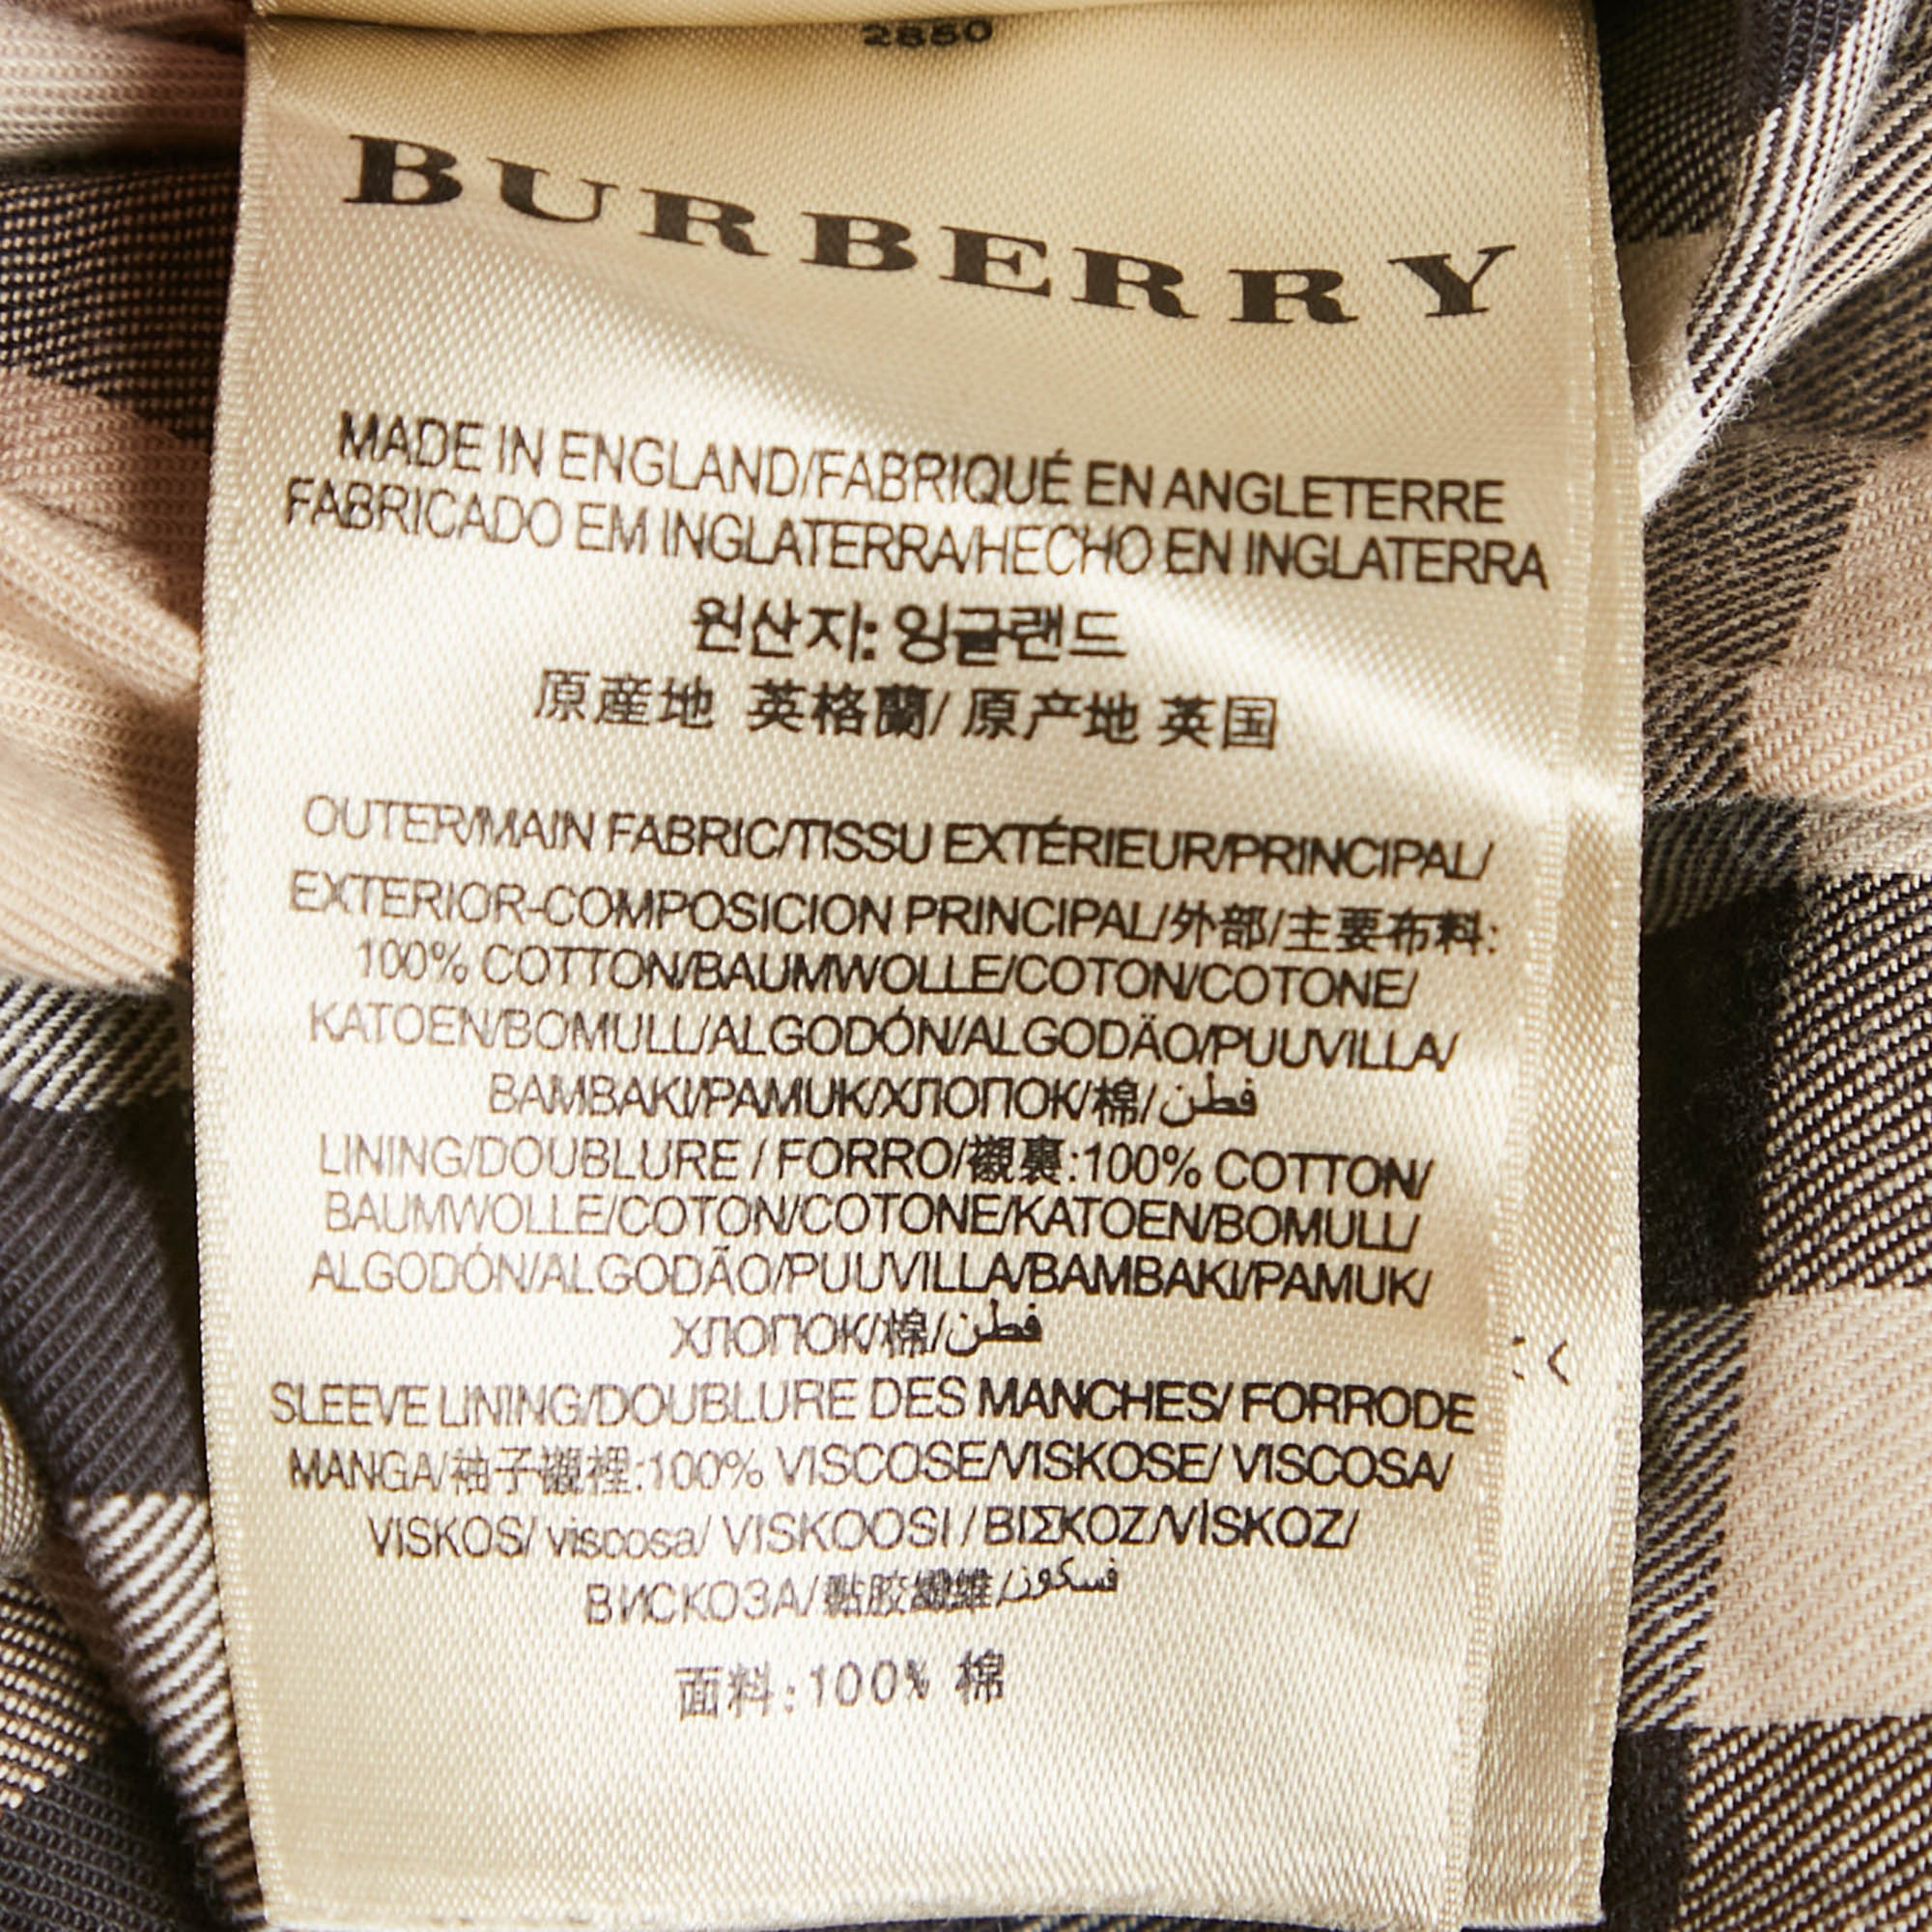 2850
BURBERRY
MADE IN ENGLAND/FABRIQUÉ EN ANGLETERRE
FABRICADO EM INGLATERRA/HECHO EN INGLATERRA
원산지: 잉글랜드
原産地 英格蘭/ 原产地 英国
OUTER/MAIN FABRIC/TISSU EXTÉRIEUR/PRINCIPAL/
EXTERIOR-COMPOSICION PRINCIPAL/外部/主要布料:
100% COTTON/BAUMWOLLE/COTON/COTONE/
KATOEN/BOMULL/ALGODÓN/ALGODÃO/PUUVILLA/
BAMBAKI/PAMUK/ХЛОПОК/棉/قطن
LINING/DOUBLURE / FORRO/襯裏:100% COTTON/
BAUMWOLLE/COTON/COTONE/KATOEN/BOMULL/
ALGODÓN/ALGODÃO/PUUVILLA/BAMBAKI/PAMUK/
ХЛОПОК/棉/قطن
SLEEVE LINING/DOUBLURE DES MANCHES/ FORRODE
MANGA/袖子襯裡:100% VISCOSE/VISKOSE/ VISCOSA/
VISKOS/ viscosa/ VISKOOSI / ΒΙΣΚΟΖ/VİSKOZ/
ВИСКОЗА/黏胶纖維/فسكوز
面料:100% 棉